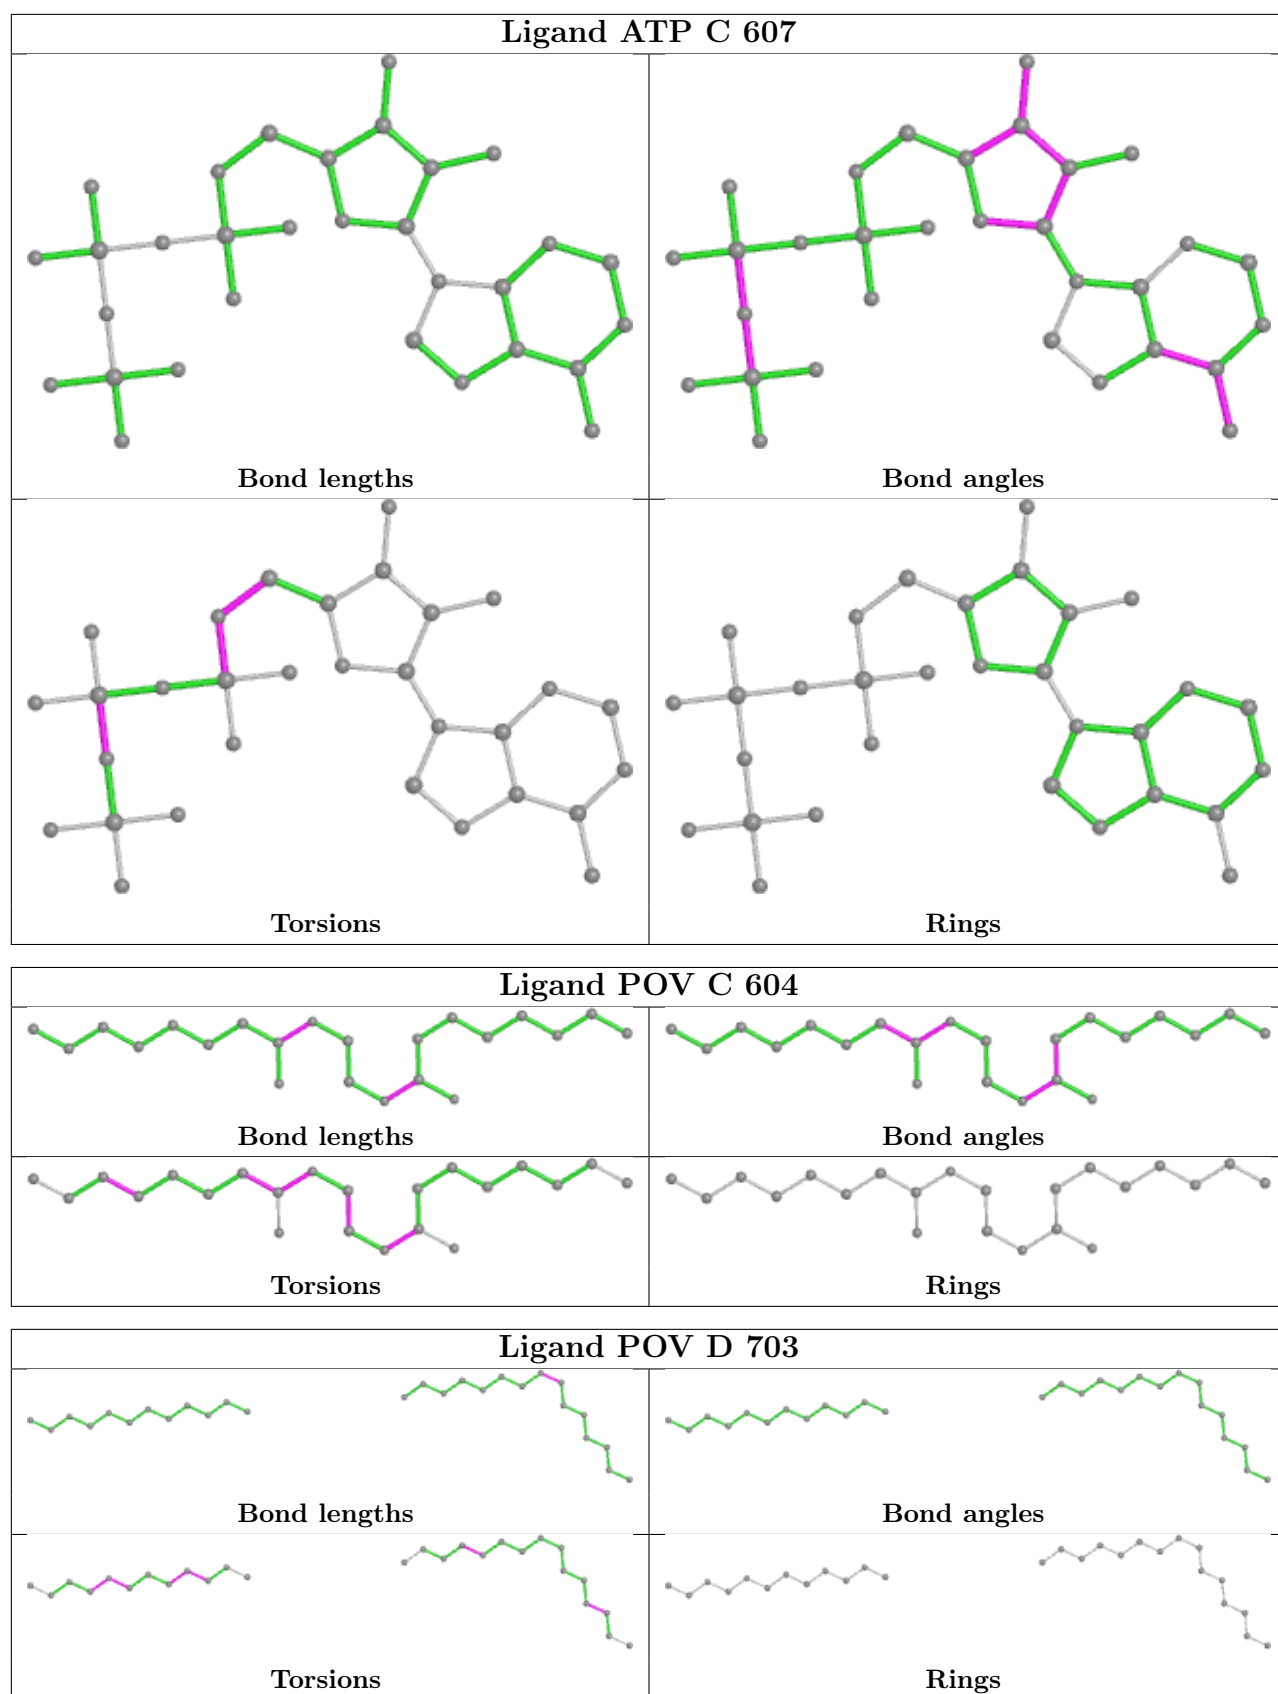 Ligand ATP C 607
Bond lengths
Bond angles
Torsions
Rings
Ligand POV C 604
Bond lengths
Bond angles
Torsions
Rings
Ligand POV D 703
Bond lengths
Bond angles
Torsions
Rings